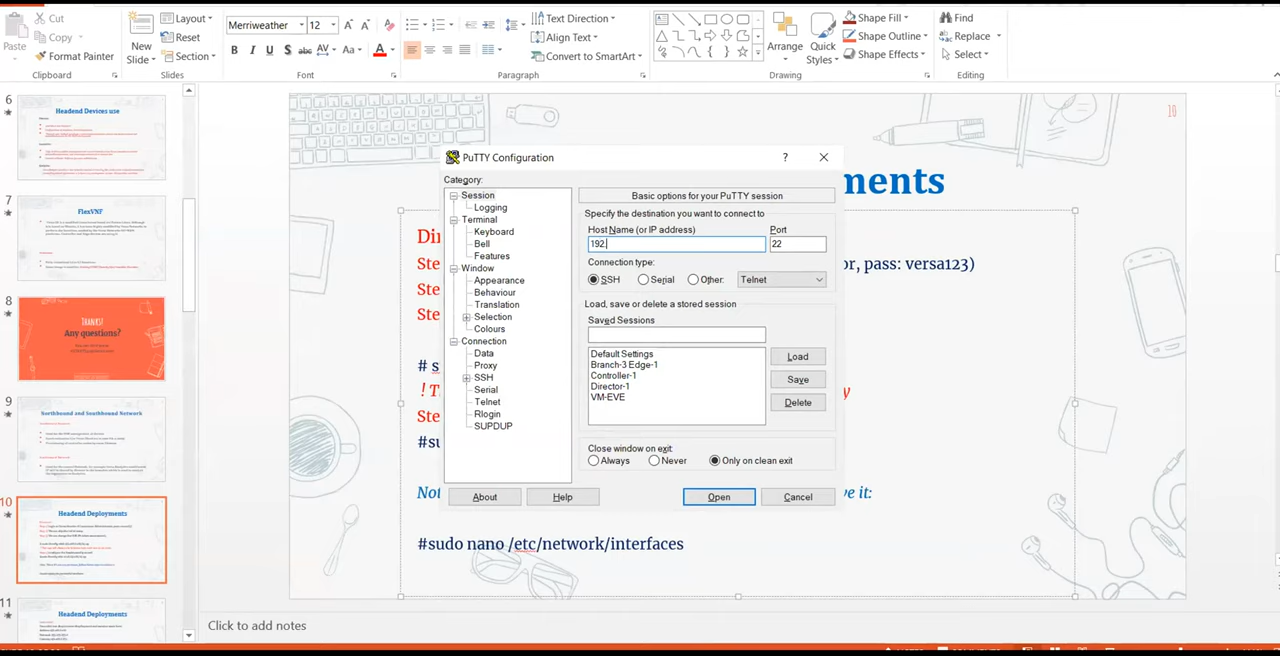 Cut
Layout
Merriweather
12
Text Direction
Shape Fill
Find
Copy
Reset
Align Text
Shape Outline
Replace
Paste
New
Slide
Arrange
Quick
Styles
Format Painter
Section
B I U S abc AV Aa A
Convert to SmartArt
Shape Effects
Select
Clipboard
Slides
Font
Paragraph
Drawing
Editing
6
Headend Devices use
7
FlexVNF
8
THANKS!
Any questions?
9
Northbound and Southbound Network
10
Headend Deployments
11
Headend Deployments
10
ments
Dir
Ste
or, pass: versa123)
Ste
Ste
# s
! T
y
Ste
#su
Not
ve it:
#sudo nano /etc/network/interfaces
PuTTY Configuration
?
Category:
Session
Logging
Terminal
Keyboard
Bell
Features
Window
Appearance
Behaviour
Translation
Selection
Colours
Connection
Data
Proxy
SSH
Serial
Telnet
Rlogin
SUPDUP
Basic options for your PuTTY session
Specify the destination you want to connect to
Host Name (or IP address)
Port
192.
22
Connection type:
SSH
Serial
Other:
Telnet
Load, save or delete a stored session
Saved Sessions
Default Settings
Branch-3 Edge-1
Controller-1
Director-1
VM-EVE
Load
Save
Delete
Close window on exit:
Always
Never
Only on clean exit
About
Help
Open
Cancel
Click to add notes